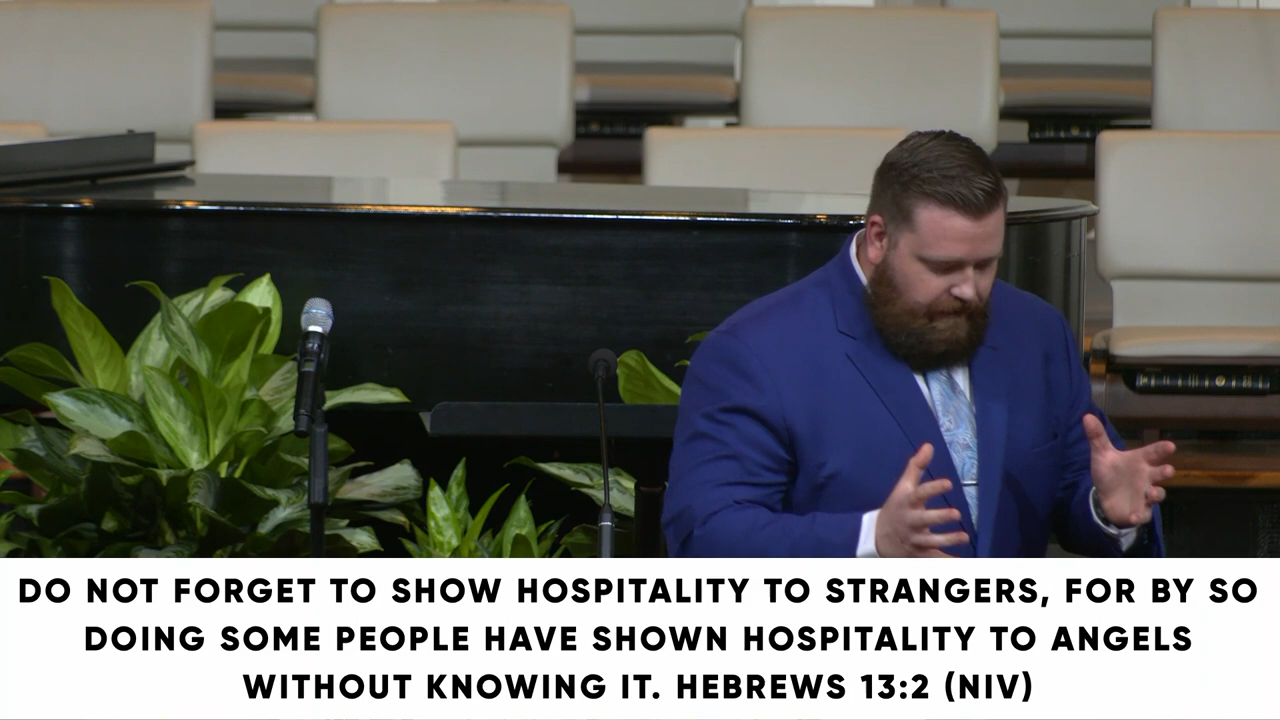 DO NOT FORGET TO SHOW HOSPITALITY TO STRANGERS, FOR BY SO
DOING SOME PEOPLE HAVE SHOWN HOSPITALITY TO ANGELS
WITHOUT KNOWING IT. HEBREWS 13:2 (NIV)